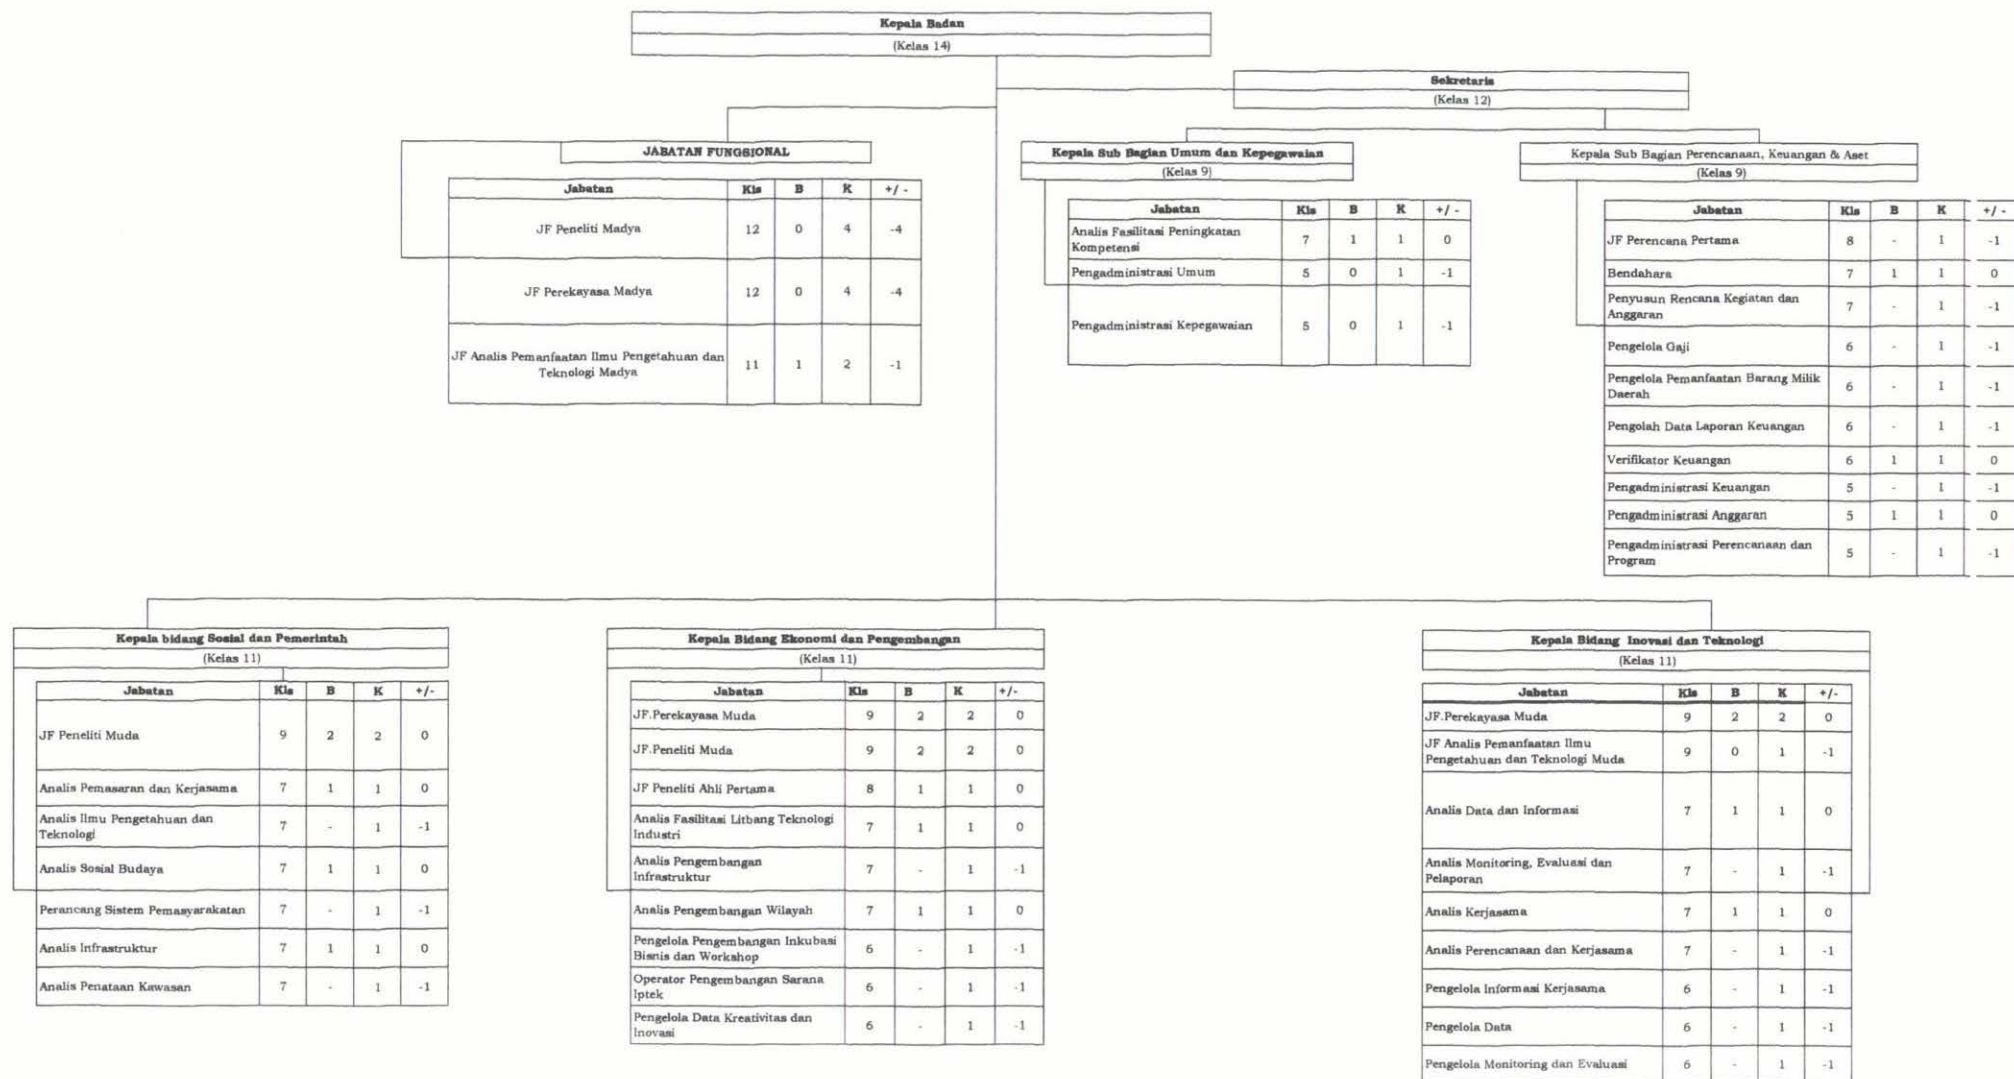 Kepala Badan
(Kelas 14)
Sekretaris
(Kelas 12)
JABATAN FUNGSIONAL
Jabatan Kls B K +/ -
JF Peneliti Madya 12 0 4 -4
JF Perekayasa Madya 12 0 4 -4
JF Analis Pemanfaatan Ilmu Pengetahuan dan
Teknologi Madya 11 1 2 -1
Kepala Sub Bagian Umum dan Kepegawaian
(Kelas 9)
Jabatan Kls B K +/ -
Analis Fasilitasi Peningkatan
Kompetensi 7 1 1 0
Pengadministrasi Umum 5 0 1 -1
Pengadministrasi Kepegawaian 5 0 1 -1
Kepala Sub Bagian Perencanaan, Keuangan & Aset
(Kelas 9)
Jabatan Kls B K +/ -
JF Perencana Pertama 8 - 1 -1
Bendahara 7 1 1 0
Penyusun Rencana Kegiatan dan
Anggaran 7 - 1 -1
Pengelola Gaji 6 - 1 -1
Pengelola Pemanfaatan Barang Milik
Daerah 6 - 1 -1
Pengolah Data Laporan Keuangan 6 - 1 -1
Verifikator Keuangan 6 1 1 0
Pengadministrasi Keuangan 5 - 1 -1
Pengadministrasi Anggaran 5 1 1 0
Pengadministrasi Perencanaan dan
Program 5 - 1 -1
Kepala bidang Sosial dan Pemerintah
(Kelas 11)
Jabatan Kls B K +/-
JF Peneliti Muda 9 2 2 0
Analis Pemasaran dan Kerjasama 7 1 1 0
Analis Ilmu Pengetahuan dan
Teknologi 7 - 1 -1
Analis Sosial Budaya 7 1 1 0
Perancang Sistem Pemasyarakatan 7 - 1 -1
Analis Infrastruktur 7 1 1 0
Analis Penataan Kawasan 7 - 1 -1
Kepala Bidang Ekonomi dan Pengembangan
(Kelas 11)
Jabatan Kls B K +/-
JF.Perekayasa Muda 9 2 2 0
JF.Peneliti Muda 9 2 2 0
JF Peneliti Ahli Pertama 8 1 1 0
Analis Fasilitasi Litbang Teknologi
Industri 7 1 1 0
Analis Pengembangan
Infrastruktur 7 - 1 -1
Analis Pengembangan Wilayah 7 1 1 0
Pengelola Pengembangan Inkubasi
Bisnis dan Workshop 6 - 1 -1
Operator Pengembangan Sarana
Iptek 6 - 1 -1
Pengelola Data Kreativitas dan
Inovasi 6 - 1 -1
Kepala Bidang Inovasi dan Teknologi
(Kelas 11)
Jabatan Kls B K +/-
JF.Perekayasa Muda 9 2 2 0
JF Analis Pemanfaatan Ilmu
Pengetahuan dan Teknologi Muda 9 0 1 -1
Analis Data dan Informasi 7 1 1 0
Analis Monitoring, Evaluasi dan
Pelaporan 7 - 1 -1
Analis Kerjasama 7 1 1 0
Analis Perencanaan dan Kerjasama 7 - 1 -1
Pengelola Informasi Kerjasama 6 - 1 -1
Pengelola Data 6 - 1 -1
Pengelola Monitoring dan Evaluasi 6 - 1 -1